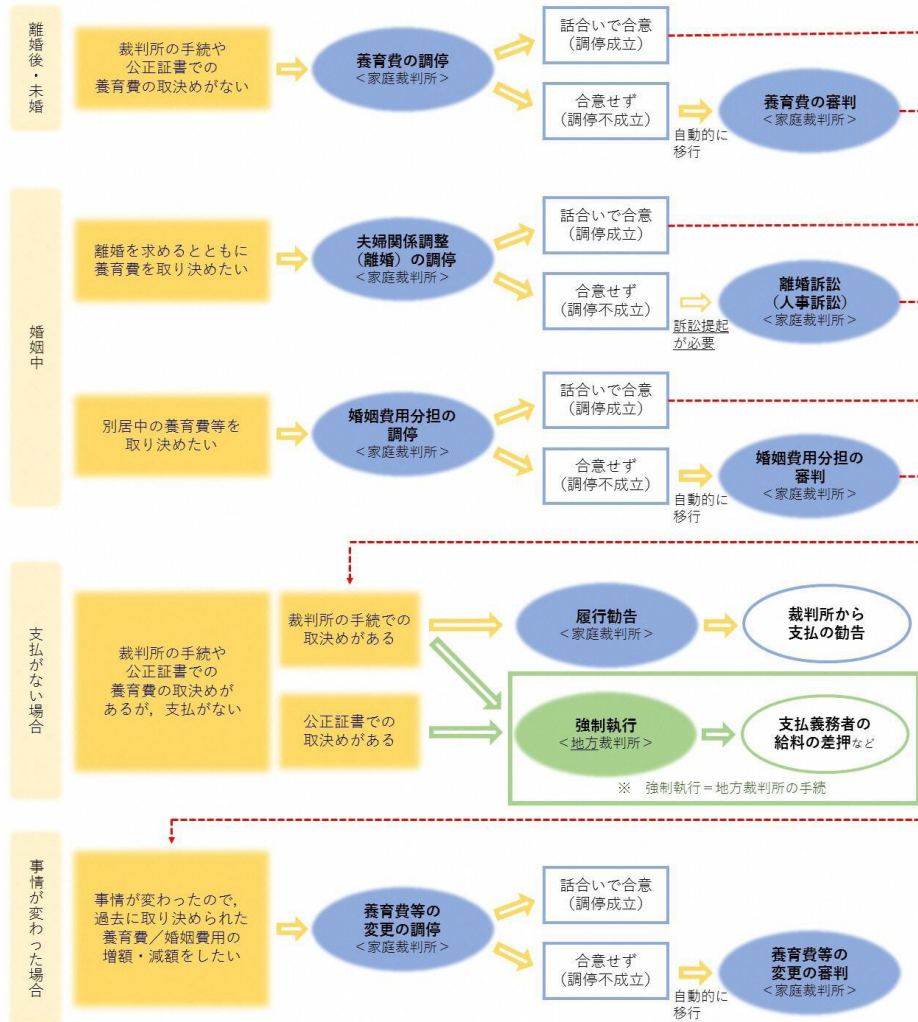 離婚後・未婚
裁判所の手続や
公正証書での
養育費の取決めがない
養育費の調停
<家庭裁判所>
話合いで合意
(調停成立)
合意せず
(調停不成立)
自動的に
移行
養育費の審判
<家庭裁判所>
婚姻中
離婚を求めるとともに
養育費を取り決めたい
夫婦関係調整
(離婚)の調停
<家庭裁判所>
話合いで合意
(調停成立)
合意せず
(調停不成立)
訴訟提起
が必要
離婚訴訟
(人事訴訟)
<家庭裁判所>
別居中の養育費等を
取り決めたい
婚姻費用分担の
調停
<家庭裁判所>
話合いで合意
(調停成立)
合意せず
(調停不成立)
自動的に
移行
婚姻費用分担の
審判
<家庭裁判所>
支払がない場合
裁判所の手続や
公正証書での
養育費の取決めが
あるが,支払がない
裁判所の手続での
取決めがある
履行勧告
<家庭裁判所>
裁判所から
支払の勧告
公正証書での
取決めがある
強制執行
<地方裁判所>
支払義務者の
給料の差押など
※ 強制執行=地方裁判所の手続
事情が変わった場合
事情が変わったので,
過去に取り決められた
養育費/婚姻費用の
増額・減額をしたい
養育費等の
変更の調停
<家庭裁判所>
話合いで合意
(調停成立)
合意せず
(調停不成立)
自動的に
移行
養育費等の
変更の審判
<家庭裁判所>